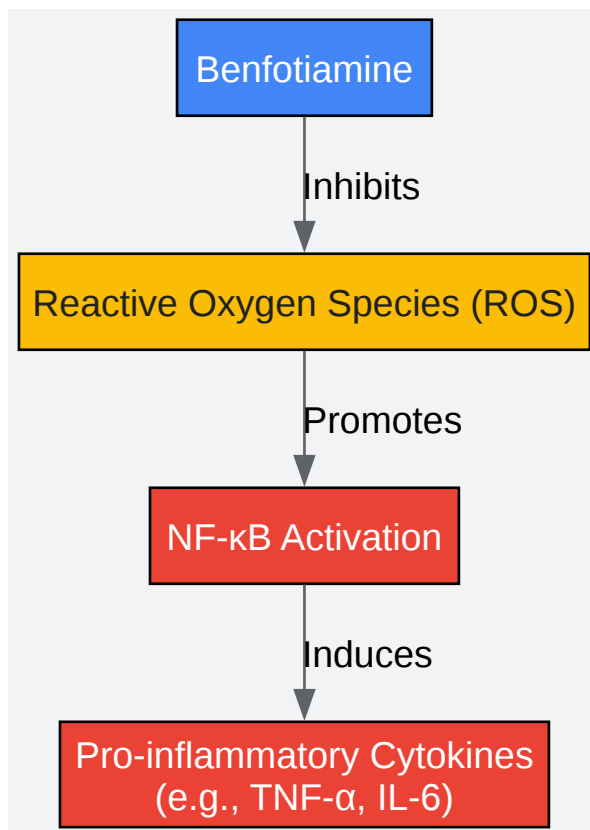 Benfotiamine
Inhibits
Reactive Oxygen Species (ROS)
Promotes
NF-κB Activation
Induces
Pro-inflammatory Cytokines
(e.g., TNF-α, IL-6)